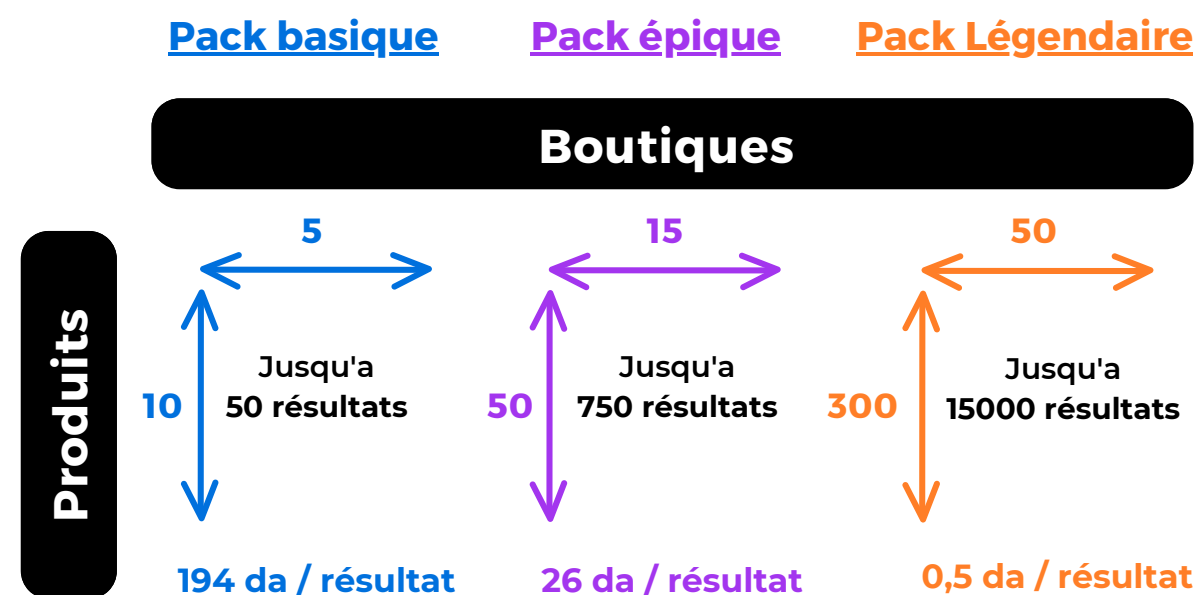 Pack basique
Pack épique
Pack Légendaire
Boutiques
Produits
5
15
50
10
Jusqu'a
50 résultats
50
Jusqu'a
750 résultats
300
Jusqu'a
15000 résultats
194 da / résultat
26 da / résultat
0,5 da / résultat